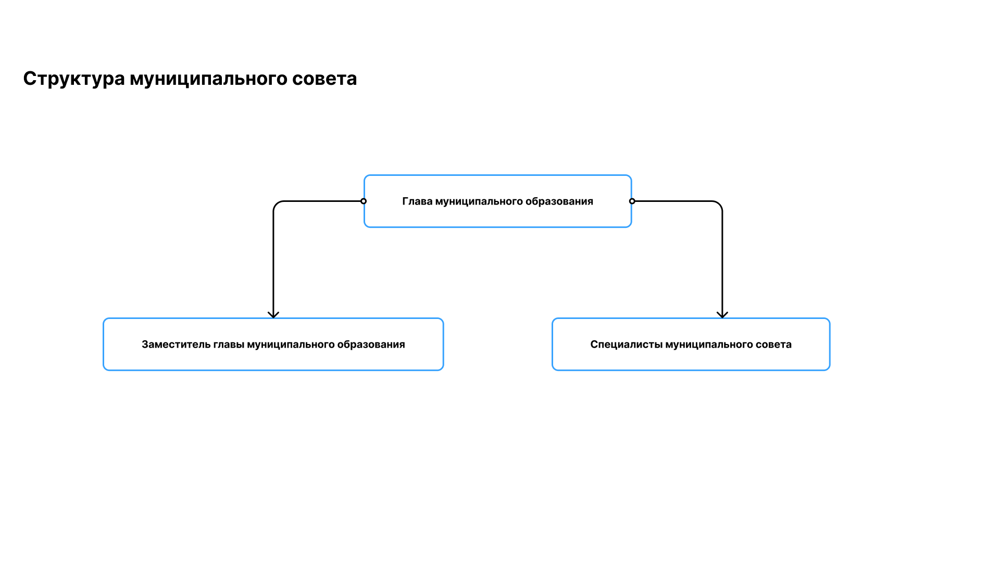 Структура муниципального совета
Глава муниципального образования
Заместитель главы муниципального образования
Специалисты муниципального совета